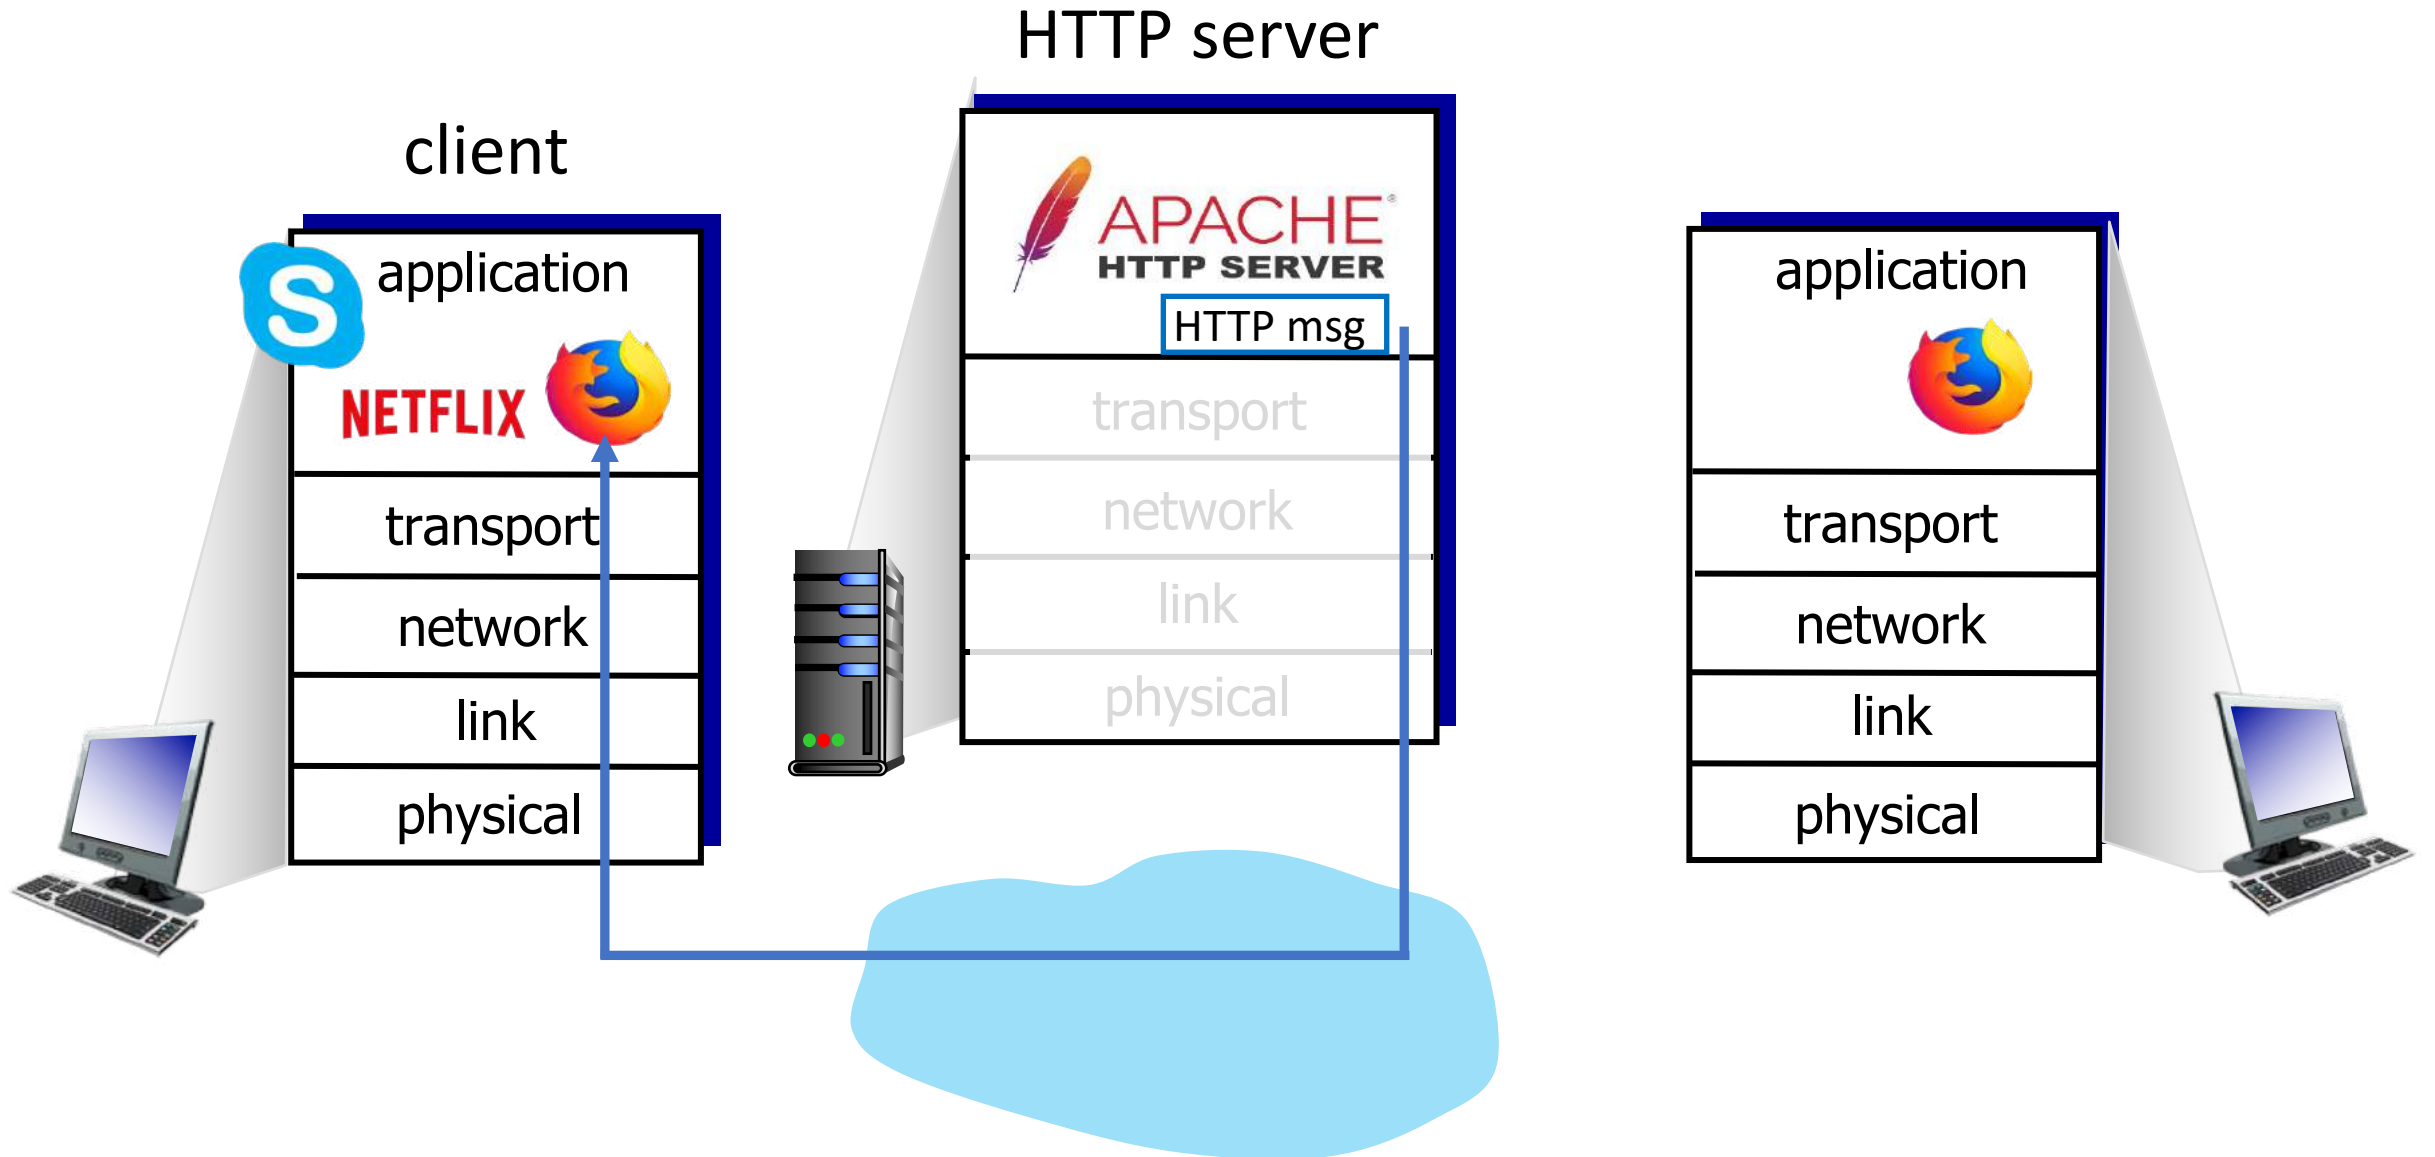 HTTP server
client
APACHE®
HTTP SERVER
HTTP msg
transport
network
link
physical
application
NETFLIX
transport
network
link
physical
application
transport
network
link
physical